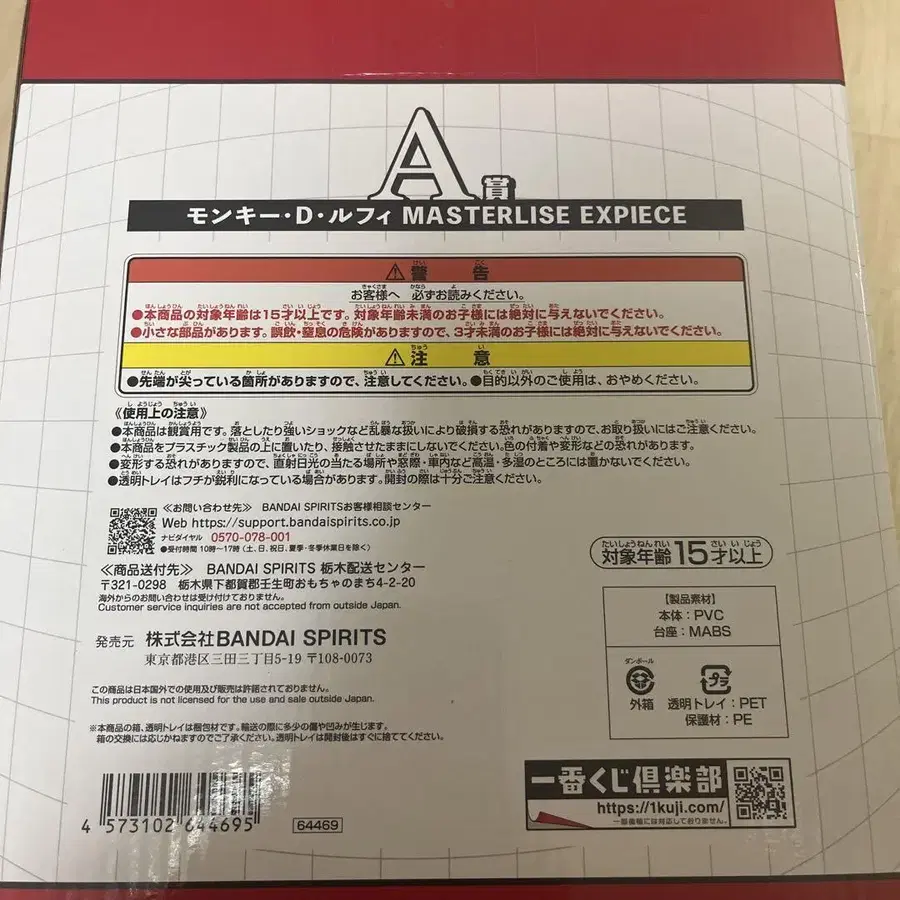 A賞
モンキー・D・ルフィ MASTERLISE EXPIECE
⚠警告
お客様へ 必ずお読みください。
●本商品の対象年齢は15才以上です。対象年齢未満のお子様には絶対に与えないでください。
●小さな部品があります。誤飲・窒息の危険がありますので、3才未満のお子様には絶対に与えないでください。
⚠注意
●先端が尖っている箇所がありますので、注意してください。●目的以外のご使用は、おやめください。
《使用上の注意》
●本商品は観賞用です。落としたり強いショックなど乱暴な扱いにより破損する恐れがありますので、お取り扱いにはご注意ください。
●本商品をプラスチック製品の上に置いたり、接触させたままにしないでください。色の付着や変形などの恐れがあります。
●変形する恐れがありますので、直射日光の当たる場所や窓際・車内など高温・多湿のところには置かないでください。
●透明トレイはフチが鋭利になっている場合があります。開封の際は十分ご注意ください。
≪お問い合わせ先≫ BANDAI SPIRITSお客様相談センター
Web https://support.bandaispirits.co.jp
ナビダイヤル 0570-078-001
●受付時間 10時〜17時(土、日、祝日、夏季・冬季休業日を除く)
対象年齢15才以上
≪商品送付先≫ BANDAI SPIRITS 栃木配送センター
〒321-0298 栃木県下都賀郡壬生町おもちゃのまち4-2-20
海外からのお問い合わせは受け付けておりません。
Customer service inquiries are not accepted from outside Japan.
発売元 株式会社BANDAI SPIRITS
東京都港区三田三丁目5-19 〒108-0073
【製品素材】
本体:PVC
台座:MABS
ダンボール
外箱
プラ
透明トレイ:PET
保護材:PE
この商品は日本国外での使用及び販売は許諾されておりません。
This product is not licensed for the use and sale outside Japan.
※本商品の箱、透明トレイは梱包材です。輸送の際に多少の傷や凹みが生じます。
箱の交換には応じかねますのでご了承ください。透明トレイは開封後はすぐに捨ててください。
4 573102 644695
64469
一番くじ倶楽部
https://1kuji.com/
一部機種には対応しておりません。